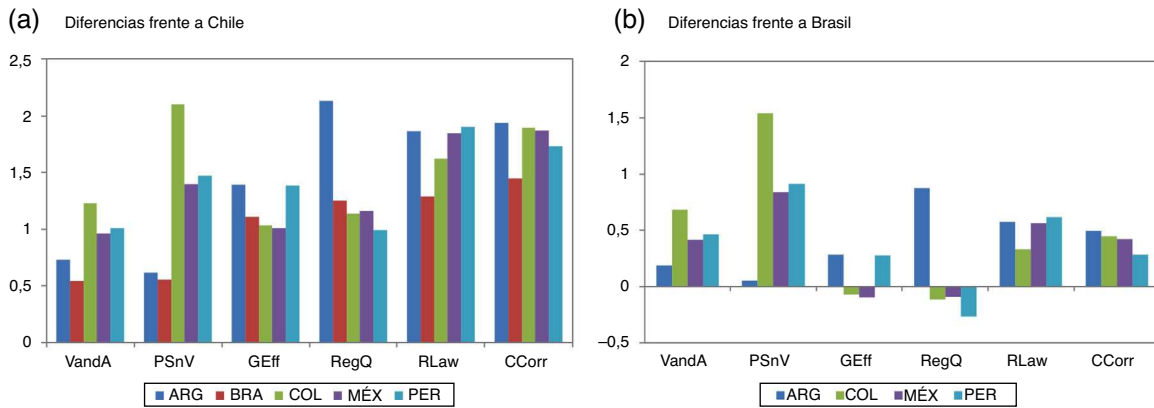 (a) Diferencias frente a Chile
2,5
2
1,5
1
0,5
0
VandA PSnV GEff RegQ RLaw CCorr
ARG BRA COL MÉX PER
(b) Diferencias frente a Brasil
2
1,5
1
0,5
0
–0,5
VandA PSnV GEff RegQ RLaw CCorr
ARG COL MÉX PER